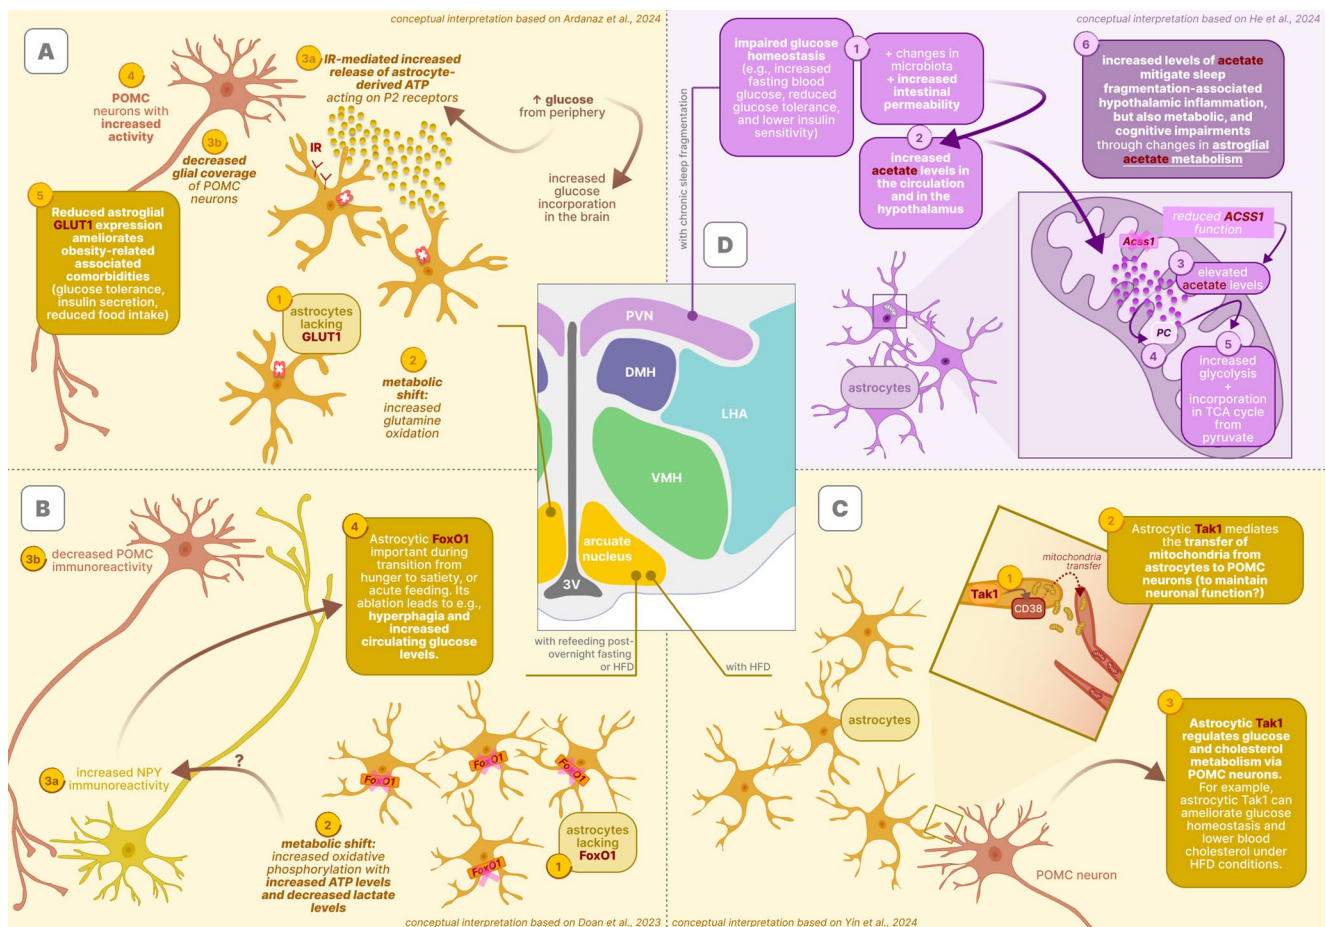 conceptual interpretation based on Ardanaz et al., 2024
A
4
POMC
neurons with
increased
activity
3a
IR-mediated increased
release of astrocyte-
derived ATP
acting on P2 receptors
↑ glucose
from periphery
3b
decreased
glial coverage
of POMC
neurons
IR
increased
glucose
incorporation
in the brain
5
Reduced astroglial
GLUT1 expression
ameliorates
obesity-related
associated
comorbidities
(glucose tolerance,
insulin secretion,
reduced food intake)
1
astrocytes
lacking
GLUT1
2
metabolic
shift:
increased
glutamine
oxidation
conceptual interpretation based on He et al., 2024
D
with chronic sleep fragmentation
impaired glucose
homeostasis
(e.g., increased
fasting blood
glucose, reduced
glucose tolerance,
and lower insulin
sensitivity)
1
+ changes in
microbiota
+ increased
intestinal
permeability
2
increased
acetate levels in
the circulation
and in the
hypothalamus
6
increased levels of acetate
mitigate sleep
fragmentation-associated
hypothalamic inflammation,
but also metabolic, and
cognitive impairments
through changes in astroglial
acetate metabolism
reduced ACSS1
function
Acss1
3
elevated
acetate levels
PC
4
5
increased
glycolysis
+
incorporation
in TCA cycle
from
pyruvate
astrocytes
PVN
DMH
LHA
VMH
arcuate
nucleus
3V
with refeeding post-
overnight fasting
or HFD
with HFD
B
3b
decreased POMC
immunoreactivity
4
Astrocytic FoxO1
important during
transition from
hunger to satiety, or
acute feeding. Its
ablation leads to e.g.,
hyperphagia and
increased
circulating glucose
levels.
3a
increased NPY
immunoreactivity
?
2
metabolic shift:
increased oxidative
phosphorylation with
increased ATP levels
and decreased lactate
levels
FoxO1
FoxO1
FoxO1
FoxO1
astrocytes
lacking
FoxO1
1
conceptual interpretation based on Doan et al., 2023
C
1
Tak1
CD38
mitochondria
transfer
2
Astrocytic Tak1 mediates
the transfer of
mitochondria from
astrocytes to POMC
neurons (to maintain
neuronal function?)
astrocytes
3
Astrocytic Tak1
regulates glucose
and cholesterol
metabolism via
POMC neurons.
For example,
astrocytic Tak1 can
ameliorate glucose
homeostasis and
lower blood
cholesterol under
HFD conditions.
POMC neuron
conceptual interpretation based on Yin et al., 2024